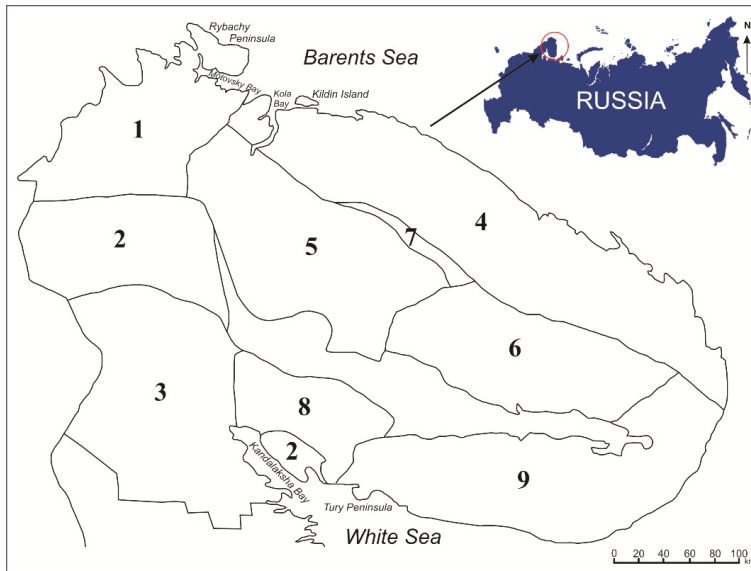 Rybachy
Peninsula
Barents Sea
N
Motovsky Bay
Kola
Bay
Kildin Island
RUSSIA
1
2
7
4
5
6
3
8
2
9
Kandalaksha Bay
Tury Peninsula
White Sea
0 20 40 60 80 100
km